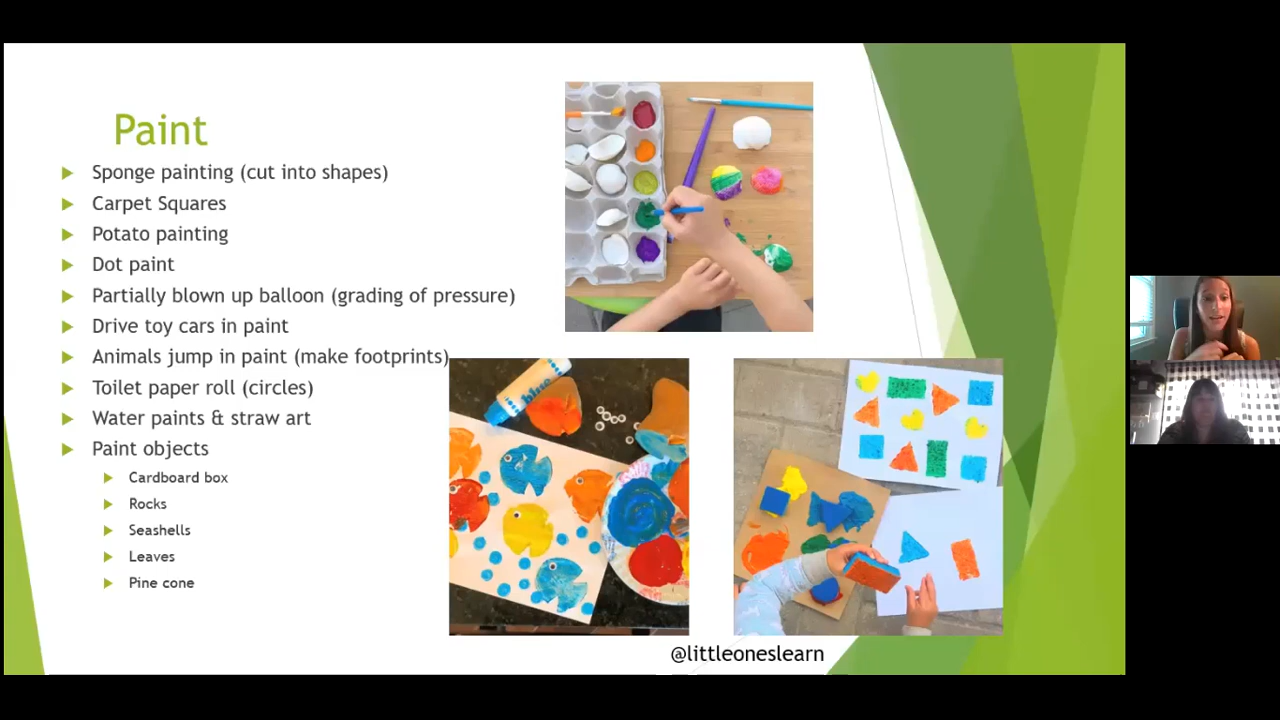 Paint
Sponge painting (cut into shapes)
Carpet Squares
Potato painting
Dot paint
Partially blown up balloon (grading of pressure)
Drive toy cars in paint
Animals jump in paint (make footprints)
Toilet paper roll (circles)
Water paints & straw art
Paint objects
Cardboard box
Rocks
Seashells
Leaves
Pine cone
blue
@littleoneslearn